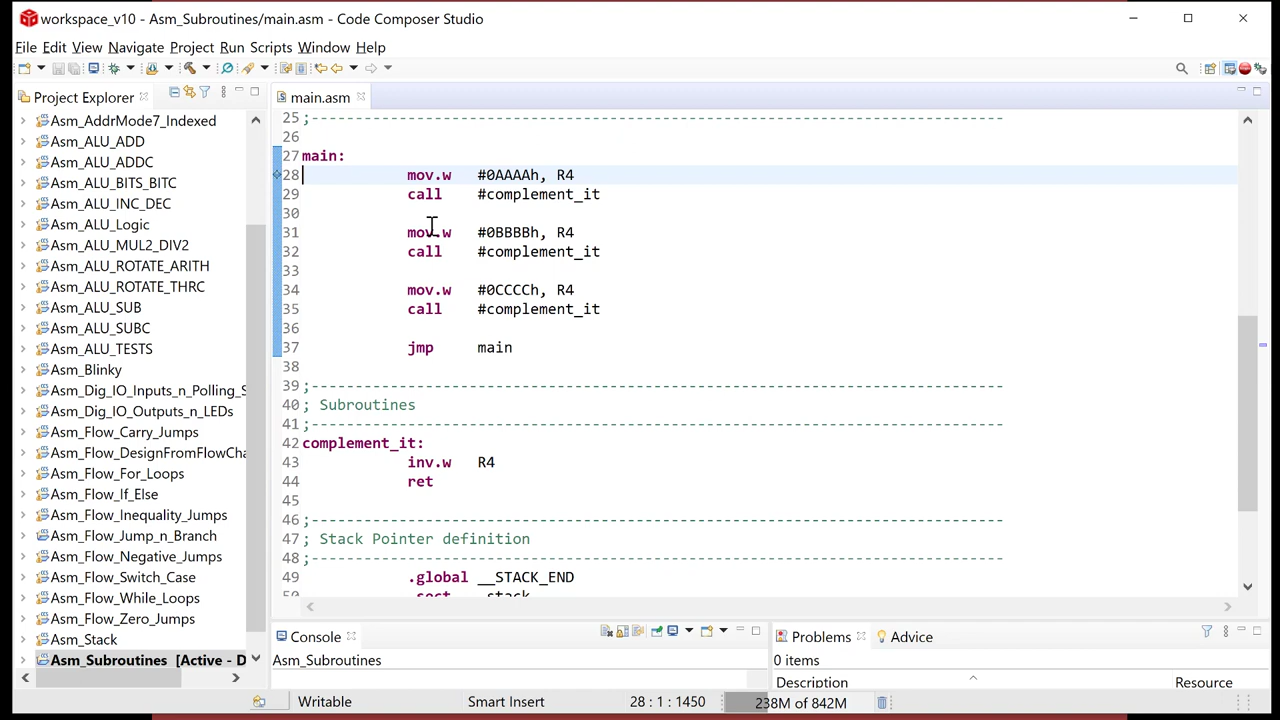 workspace_v10 - Asm_Subroutines/main.asm - Code Composer Studio
File Edit View Navigate Project Run Scripts Window Help
Project Explorer
Asm_AddrMode7_Indexed
Asm_ALU_ADD
Asm_ALU_ADDC
Asm_ALU_BITS_BITC
Asm_ALU_INC_DEC
Asm_ALU_Logic
Asm_ALU_MUL2_DIV2
Asm_ALU_ROTATE_ARITH
Asm_ALU_ROTATE_THRC
Asm_ALU_SUB
Asm_ALU_SUBC
Asm_ALU_TESTS
Asm_Blinky
Asm_Dig_IO_Inputs_n_Polling_S
Asm_Dig_IO_Outputs_n_LEDs
Asm_Flow_Carry_Jumps
Asm_Flow_DesignFromFlowCha
Asm_Flow_For_Loops
Asm_Flow_If_Else
Asm_Flow_Inequality_Jumps
Asm_Flow_Jump_n_Branch
Asm_Flow_Negative_Jumps
Asm_Flow_Switch_Case
Asm_Flow_While_Loops
Asm_Flow_Zero_Jumps
Asm_Stack
Asm_Subroutines [Active - D
main.asm
25 ;-------------------------------------------------------------------------------
26
27 main:
28 mov.w #0AAAAh, R4
29 call #complement_it
30
31 mov.w #0BBBBh, R4
32 call #complement_it
33
34 mov.w #0CCCCh, R4
35 call #complement_it
36
37 jmp main
38
39 ;-------------------------------------------------------------------------------
40 ; Subroutines
41 ;-------------------------------------------------------------------------------
42 complement_it:
43 inv.w R4
44 ret
45
46 ;-------------------------------------------------------------------------------
47 ; Stack Pointer definition
48 ;-------------------------------------------------------------------------------
49 .global __STACK_END
50 .sect .stack
Console
Asm_Subroutines
Problems Advice
0 items
Description Resource
Writable Smart Insert 28 : 1 : 1450 238M of 842M